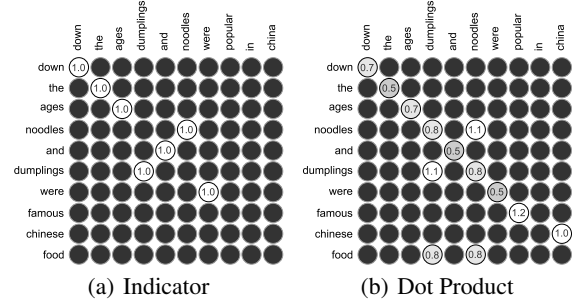 down the ages dumplings and noodles were popular in china
down the ages dumplings and noodles were popular in china
down 1.0
down 0.7
the 1.0
the 0.5
ages 1.0
ages 0.7
noodles 1.0
noodles 0.8 1.1
and 1.0
and 0.5
dumplings 1.0
dumplings 1.1 0.8
were 1.0
were 0.5
famous
famous 1.2
chinese
chinese 1.0
food
food 0.8 0.8
(a) Indicator
(b) Dot Product